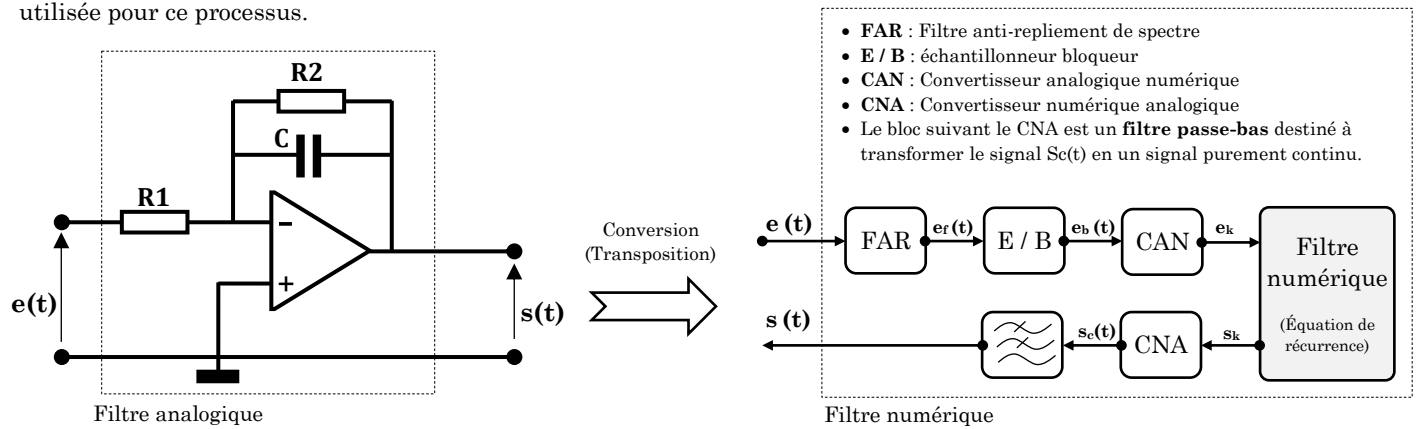 utilisée pour ce processus.
R2
C
R1
−
+
e(t)
s(t)
Filtre analogique
Conversion
(Transposition)
• FAR : Filtre anti-repliement de spectre
• E / B : échantillonneur bloqueur
• CAN : Convertisseur analogique numérique
• CNA : Convertisseur numérique analogique
• Le bloc suivant le CNA est un filtre passe-bas destiné à
transformer le signal Sc(t) en un signal purement continu.
e (t)
FAR
ef (t)
E / B
eb (t)
CAN
ek
Filtre
numérique
(Équation de
récurrence)
s (t)
sc(t)
CNA
sk
Filtre numérique